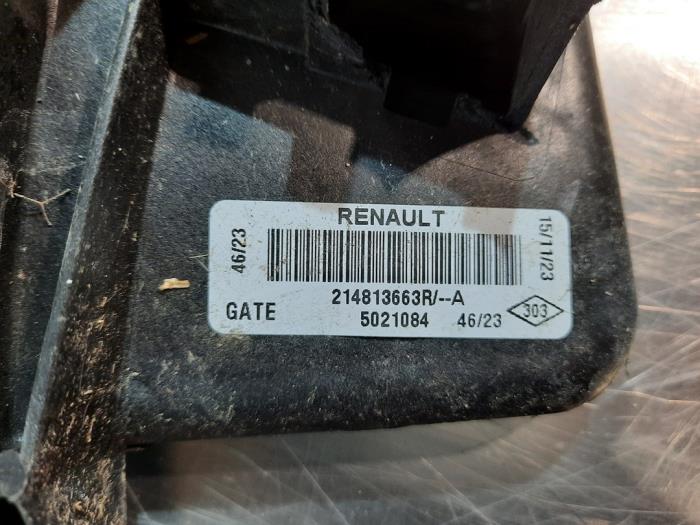 RENAULT
46/23
15/11/23
214813663R/--A
GATE
5021084 46/23
303